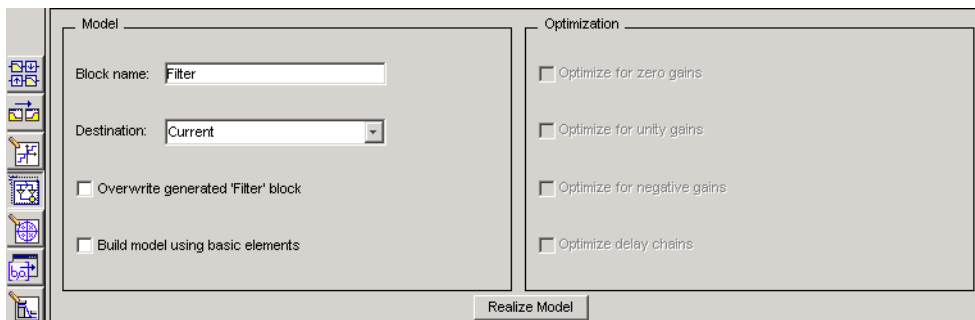 Model
Block name: Filter
Destination: Current
Overwrite generated 'Filter' block
Build model using basic elements
Optimization
Optimize for zero gains
Optimize for unity gains
Optimize for negative gains
Optimize delay chains
Realize Model